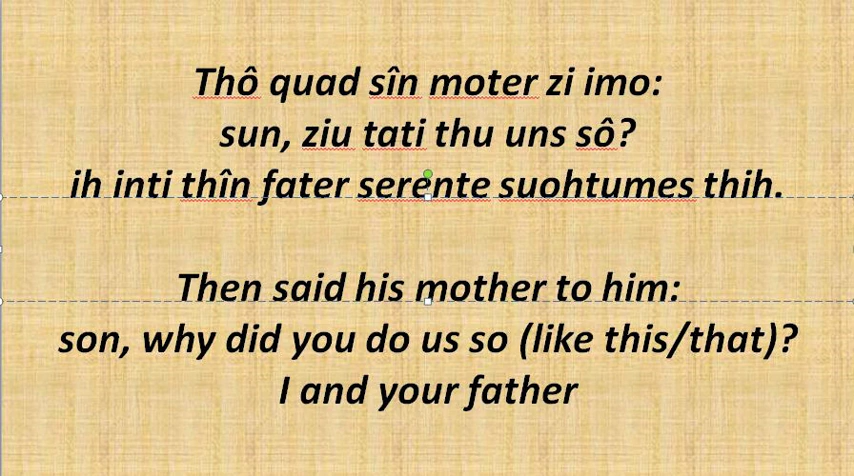 Thô quad sîn moter zi imo:
sun, ziu tati thu uns sô?
ih inti thîn fater serente suohtumes thih.
Then said his mother to him:
son, why did you do us so (like this/that)?
I and your father